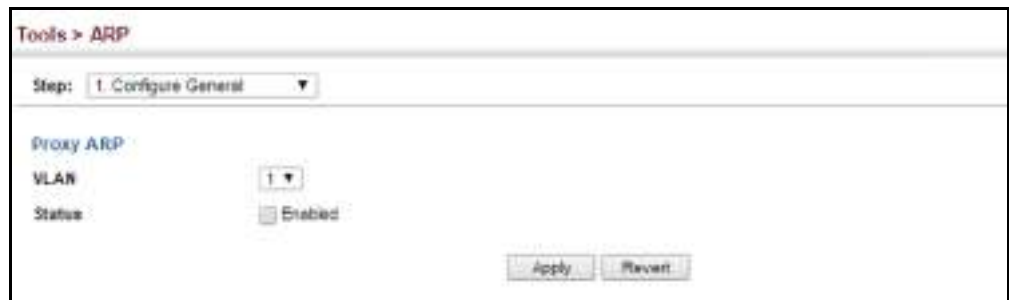 Tools > ARP
Step: 1. Configure General
Proxy ARP
VLAN 1
Status Enabled
Apply Revert